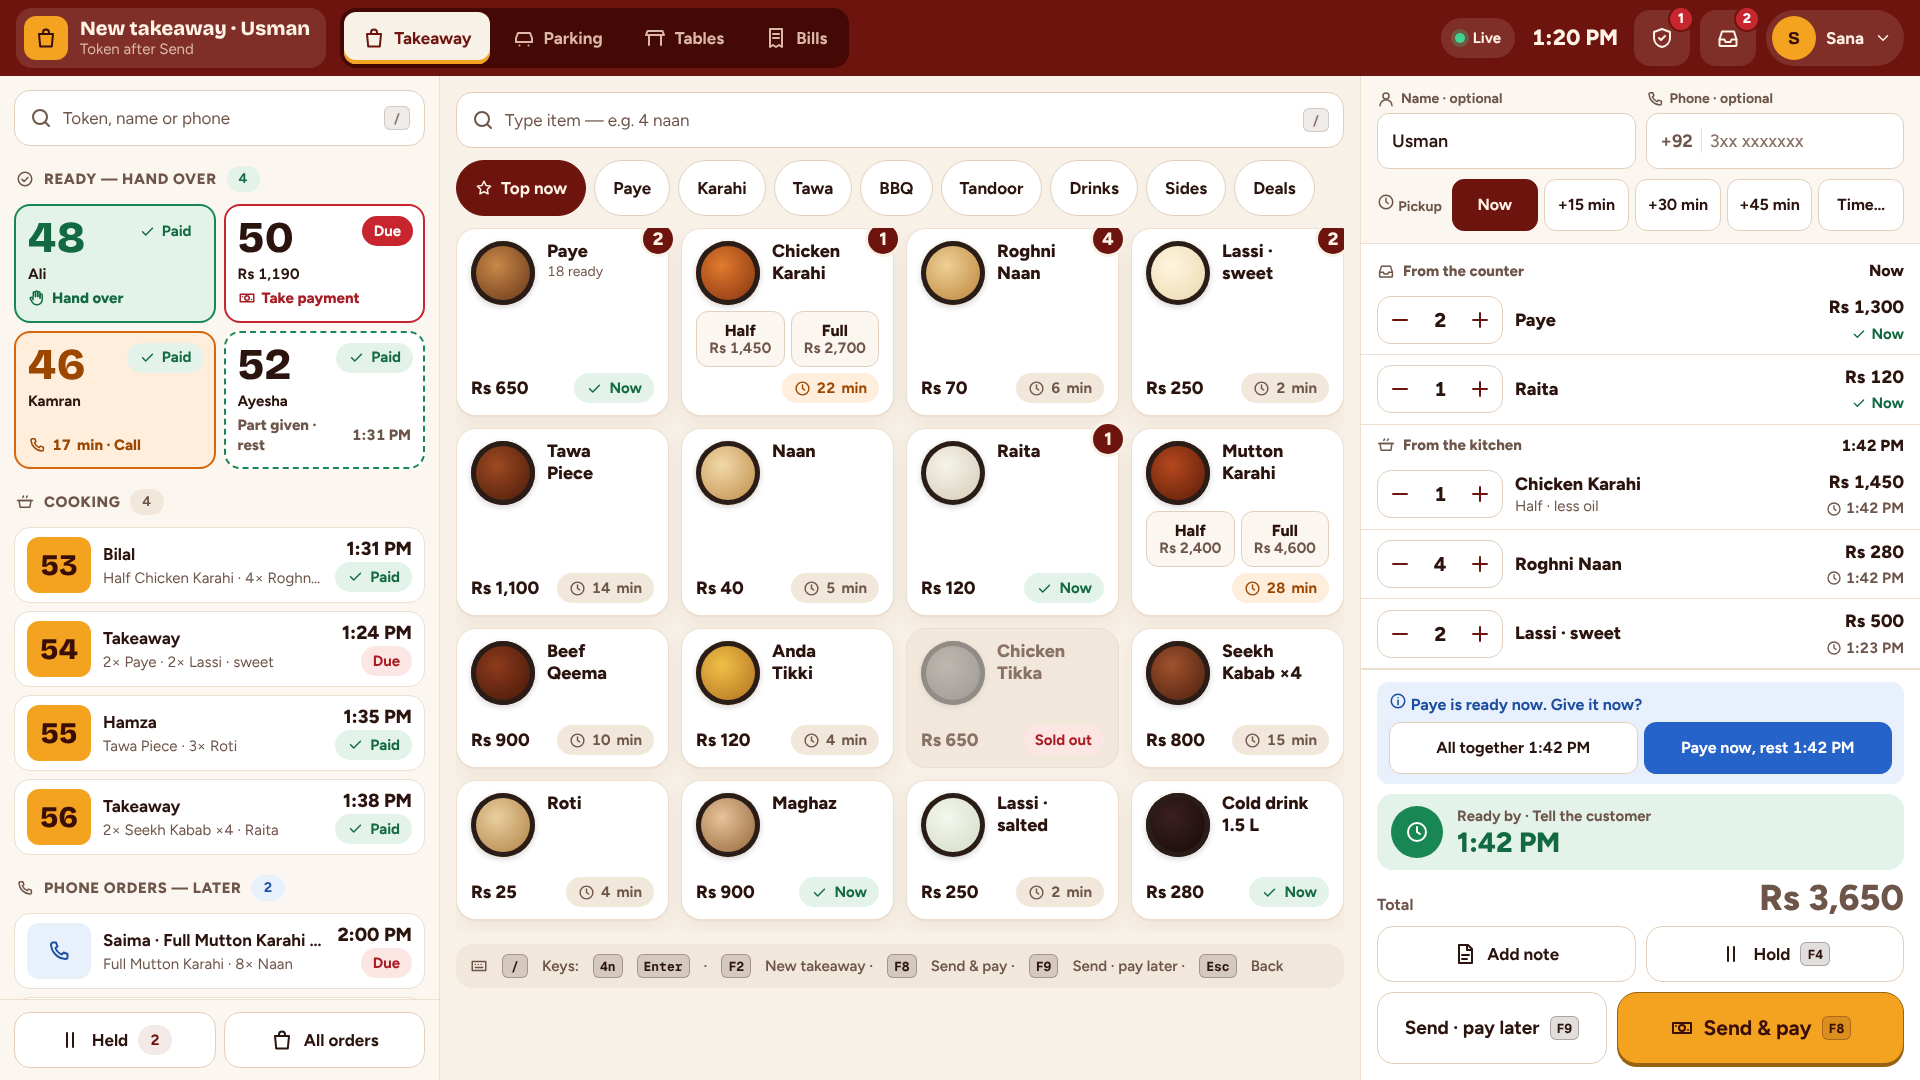 New takeaway · Usman
Token after Send
Takeaway
Parking
Tables
Bills
Live
1:20 PM
1
2
S
Sana
Token, name or phone
/
READY — HAND OVER
4
48
Paid
Ali
Hand over
50
Due
Rs 1,190
Take payment
46
Paid
Kamran
17 min · Call
52
Paid
Ayesha
Part given ·
rest
1:31 PM
COOKING
4
53
Bilal
Half Chicken Karahi · 4× Roghn...
1:31 PM
Paid
54
Takeaway
2× Paye · 2× Lassi · sweet
1:24 PM
Due
55
Hamza
Tawa Piece · 3× Roti
1:35 PM
Paid
56
Takeaway
2× Seekh Kabab ×4 · Raita
1:38 PM
Paid
PHONE ORDERS — LATER
2
Saima · Full Mutton Karahi ...
Full Mutton Karahi · 8× Naan
2:00 PM
Due
Held
2
All orders
Type item — e.g. 4 naan
/
Top now
Paye
Karahi
Tawa
BBQ
Tandoor
Drinks
Sides
Deals
Paye
18 ready
2
Rs 650
Now
Chicken
Karahi
1
Half
Rs 1,450
Full
Rs 2,700
22 min
Roghni
Naan
4
Rs 70
6 min
Lassi ·
sweet
2
Rs 250
2 min
Tawa
Piece
Rs 1,100
14 min
Naan
Rs 40
5 min
Raita
1
Rs 120
Now
Mutton
Karahi
Half
Rs 2,400
Full
Rs 4,600
28 min
Beef
Qeema
Rs 900
10 min
Anda
Tikki
Rs 120
4 min
Chicken
Tikka
Rs 650
Sold out
Seekh
Kabab ×4
Rs 800
15 min
Roti
Rs 25
4 min
Maghaz
Rs 900
Now
Lassi ·
salted
Rs 250
2 min
Cold drink
1.5 L
Rs 280
Now
/ Keys: 4n Enter · F2 New takeaway · F8 Send & pay · F9 Send · pay later · Esc Back
Name · optional
Usman
Phone · optional
+92 3xx xxxxxxx
Pickup
Now
+15 min
+30 min
+45 min
Time...
From the counter
Now
2
Paye
Rs 1,300
Now
1
Raita
Rs 120
Now
From the kitchen
1:42 PM
1
Chicken Karahi
Half · less oil
Rs 1,450
1:42 PM
4
Roghni Naan
Rs 280
1:42 PM
2
Lassi · sweet
Rs 500
1:23 PM
Paye is ready now. Give it now?
All together 1:42 PM
Paye now, rest 1:42 PM
Ready by · Tell the customer
1:42 PM
Total
Rs 3,650
Add note
Hold F4
Send · pay later F9
Send & pay F8